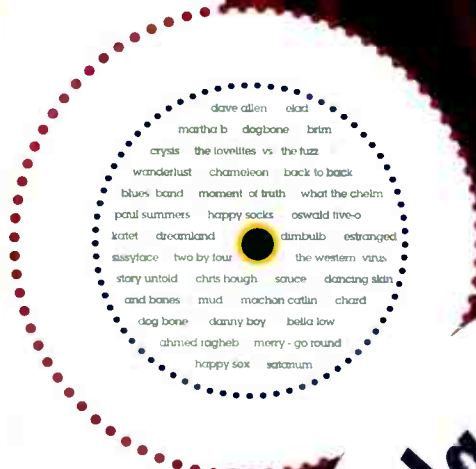 dave allen elad
martha b dogbone brim
crysis the lovelites vs the fuzz
wanderlust chameleon back to back
blues band moment of truth what the chelm
paul summers happy socks oswald five-o
katet dreamland dimbulb estranged
sissyface two by four the western virus
story untold chris hough sauce dancing skin
and bones mud machon catlin chard
dog bone danny boy bella low
ahmed ragheb merry - go round
happy sox satanum